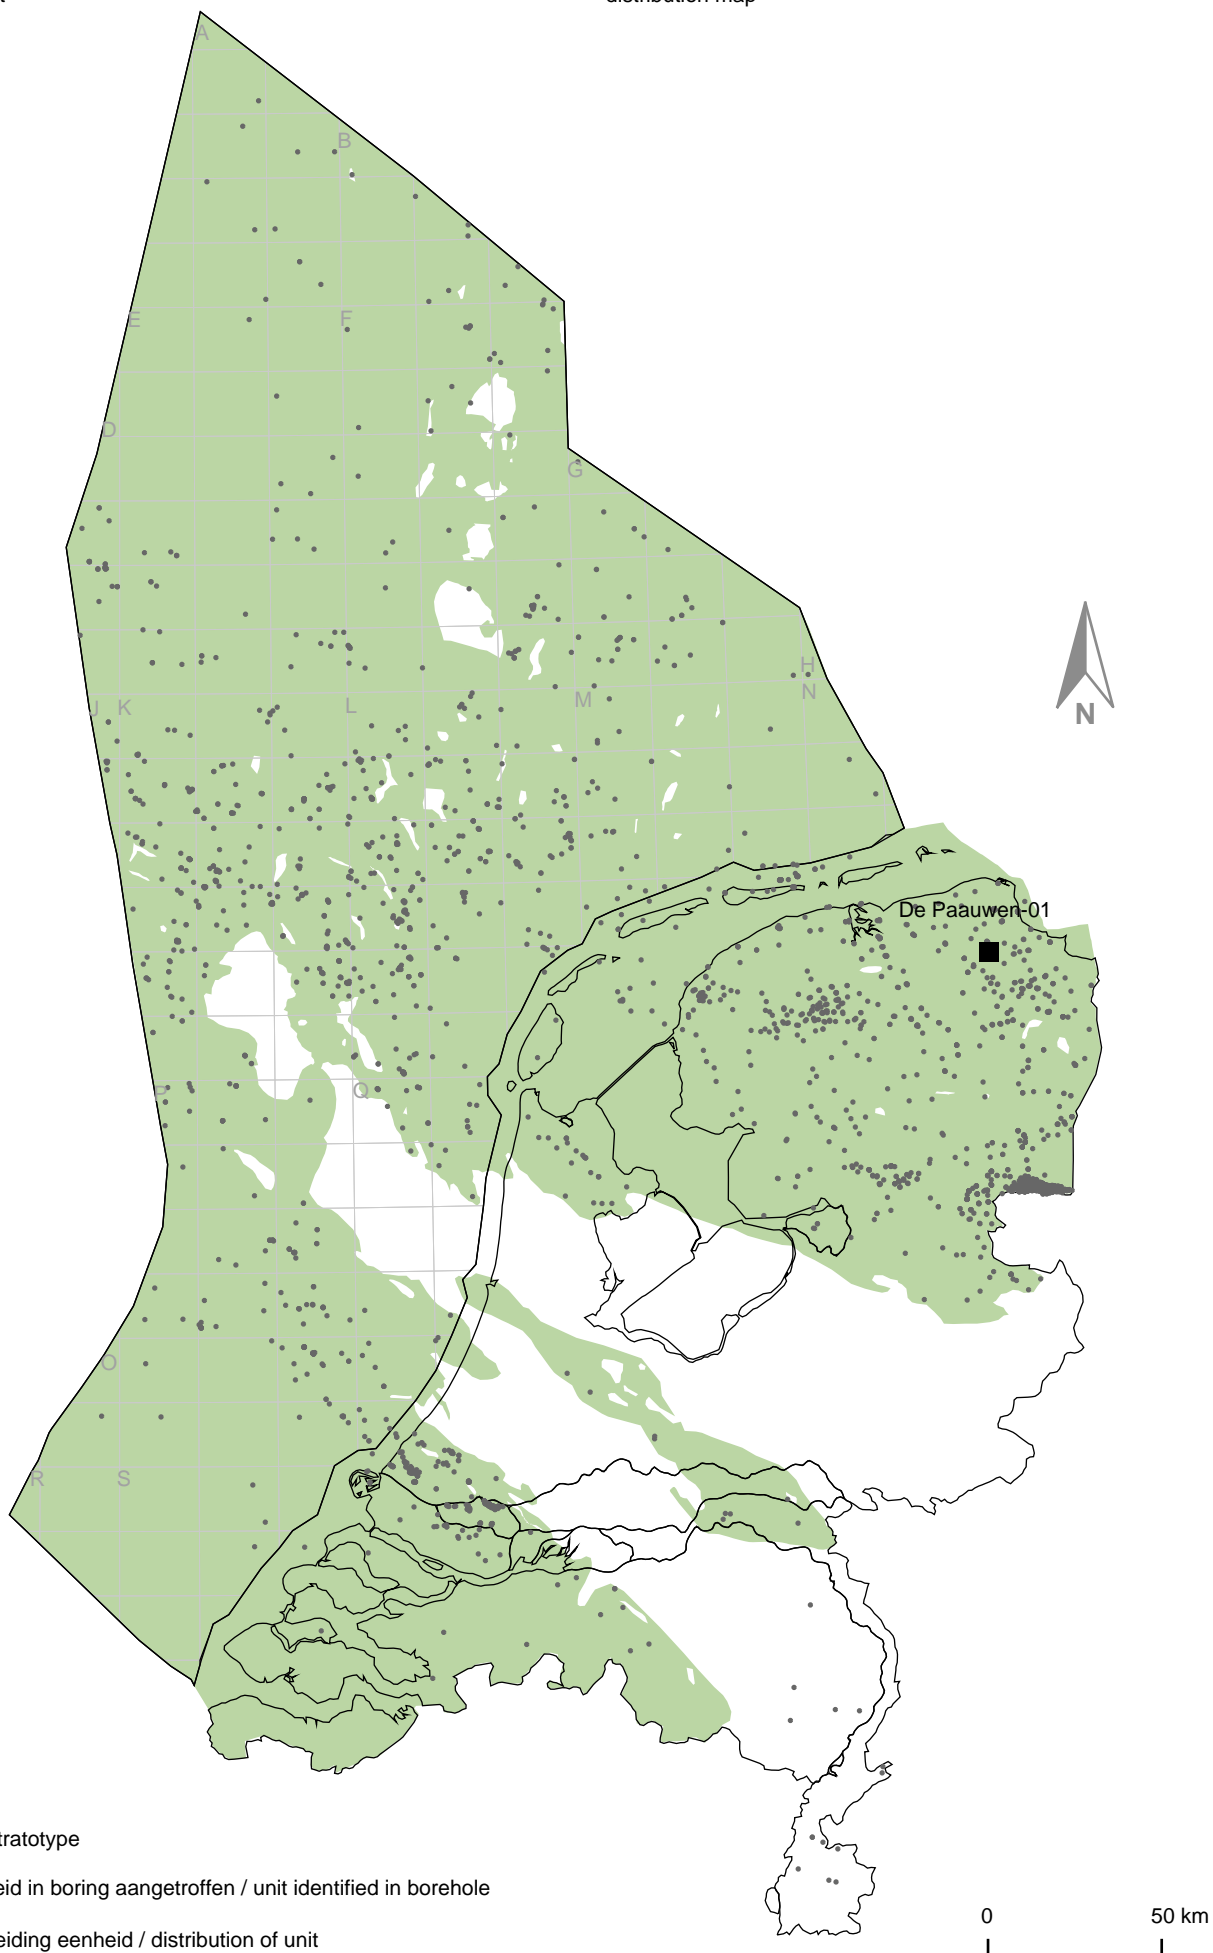 distribution map
A
B
E
F
D
G
H
N
J K
L
M
N
De Paauwen-01
P
Q
O
R
S
tratotype
eid in boring aangetroffen / unit identified in borehole
eiding eenheid / distribution of unit
0 50 km